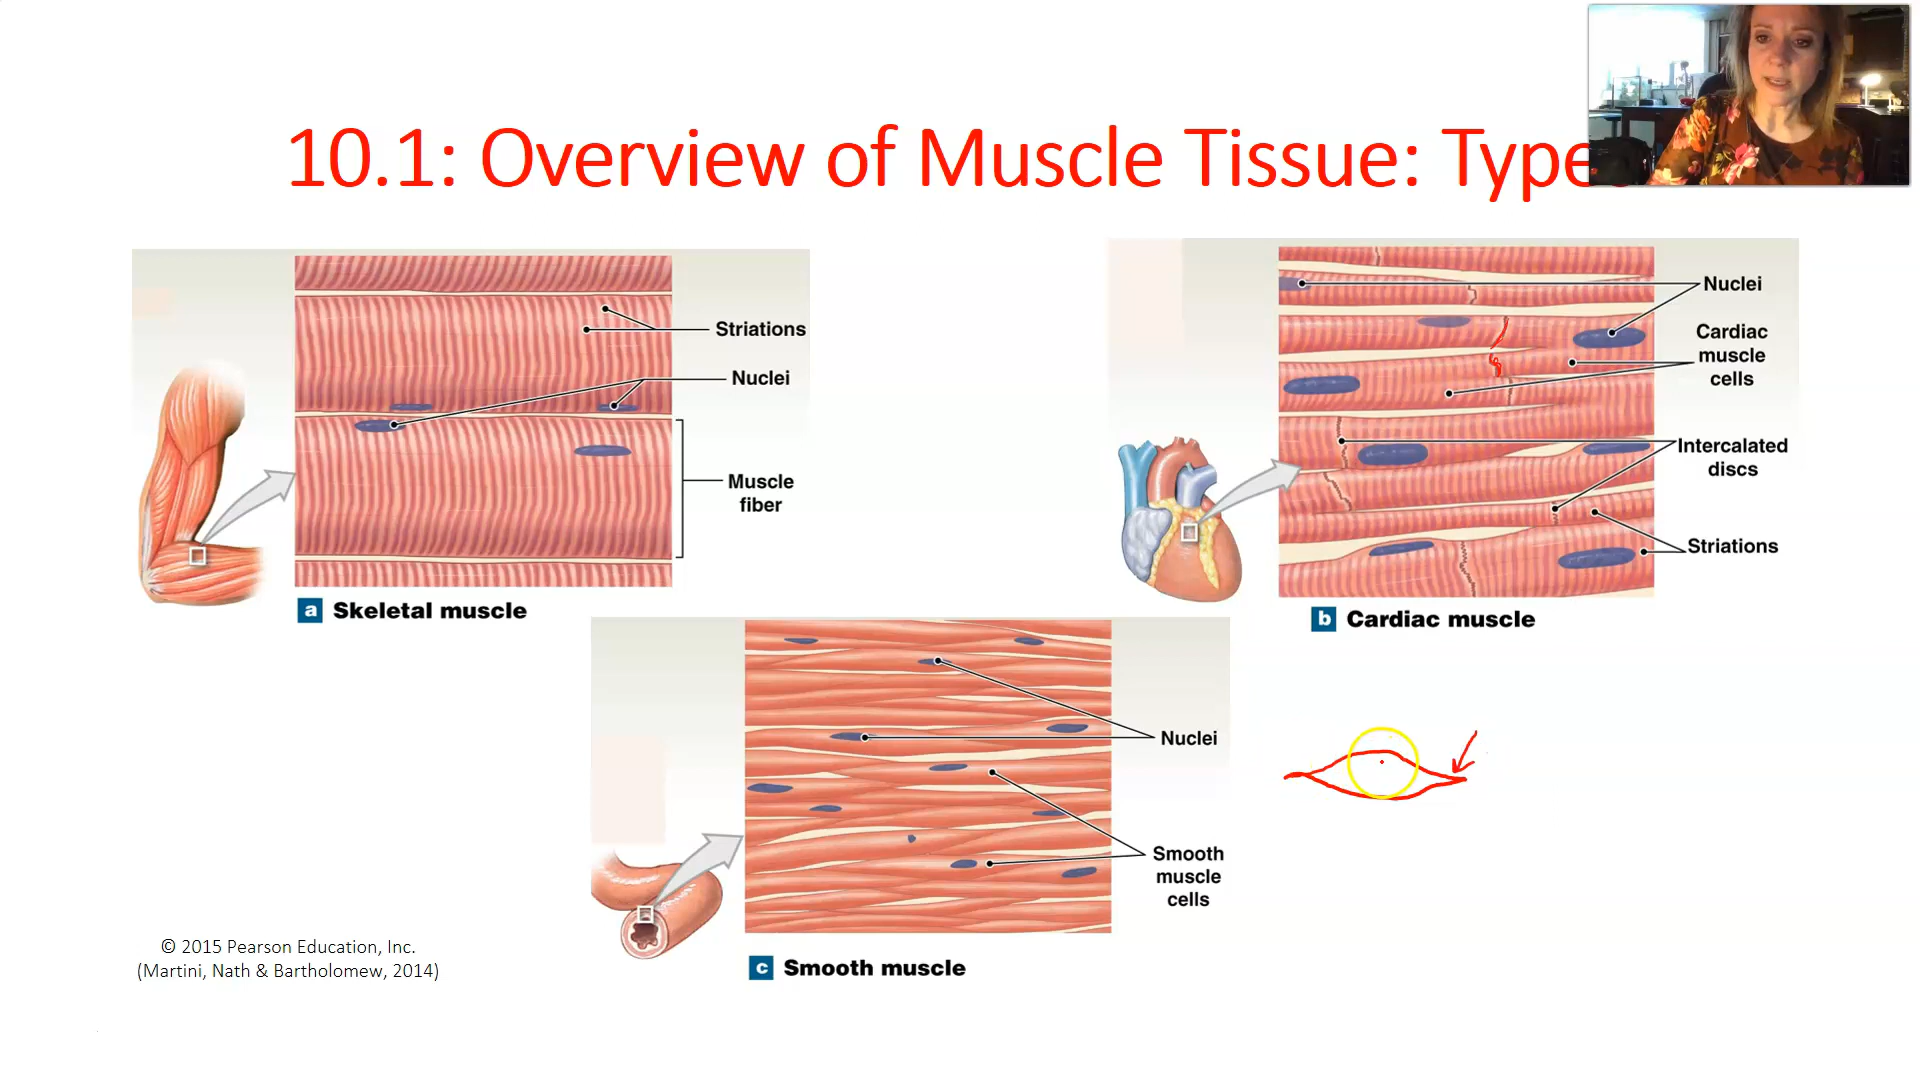 10.1: Overview of Muscle Tissue: Type
Striations
Nuclei
Muscle
fiber
a Skeletal muscle
Nuclei
Cardiac
muscle
cells
Intercalated
discs
Striations
b Cardiac muscle
Nuclei
Smooth
muscle
cells
c Smooth muscle
© 2015 Pearson Education, Inc.
(Martini, Nath & Bartholomew, 2014)